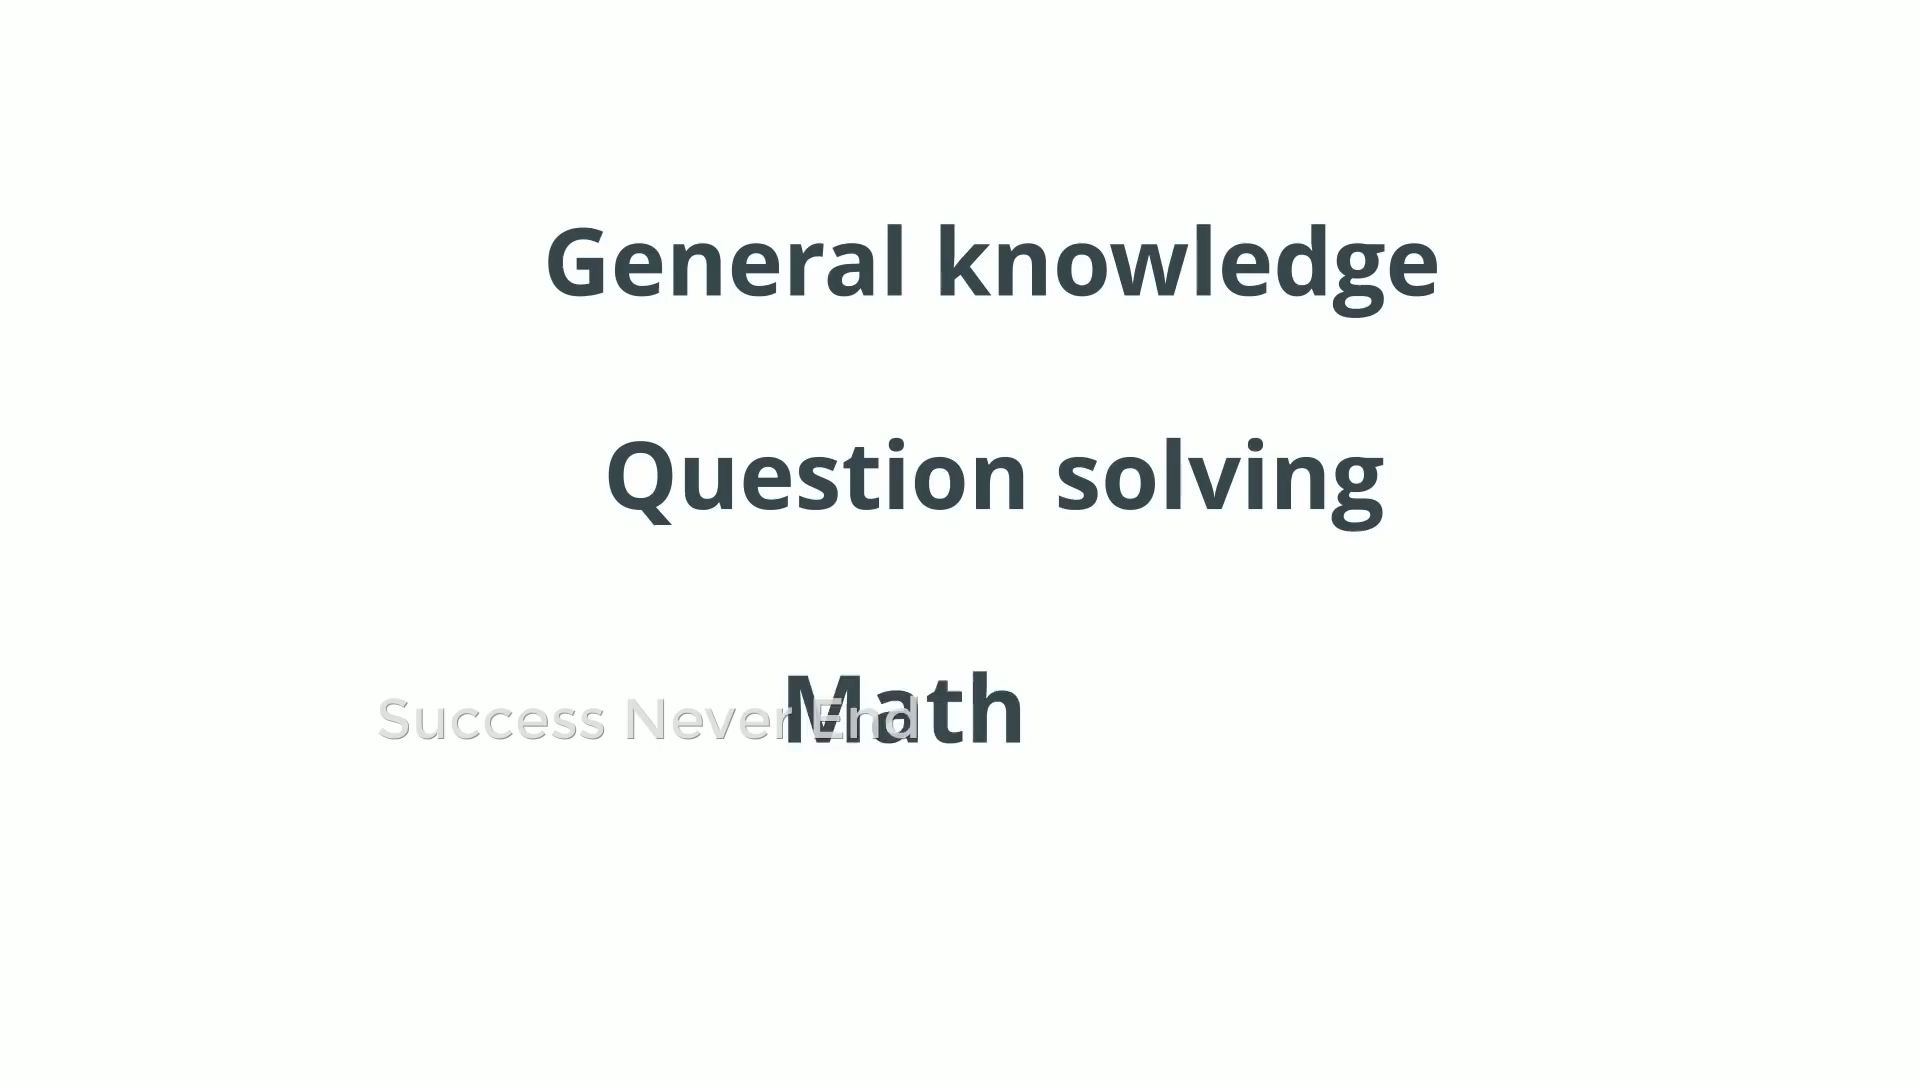 General knowledge
Question solving
Math
Success Never End